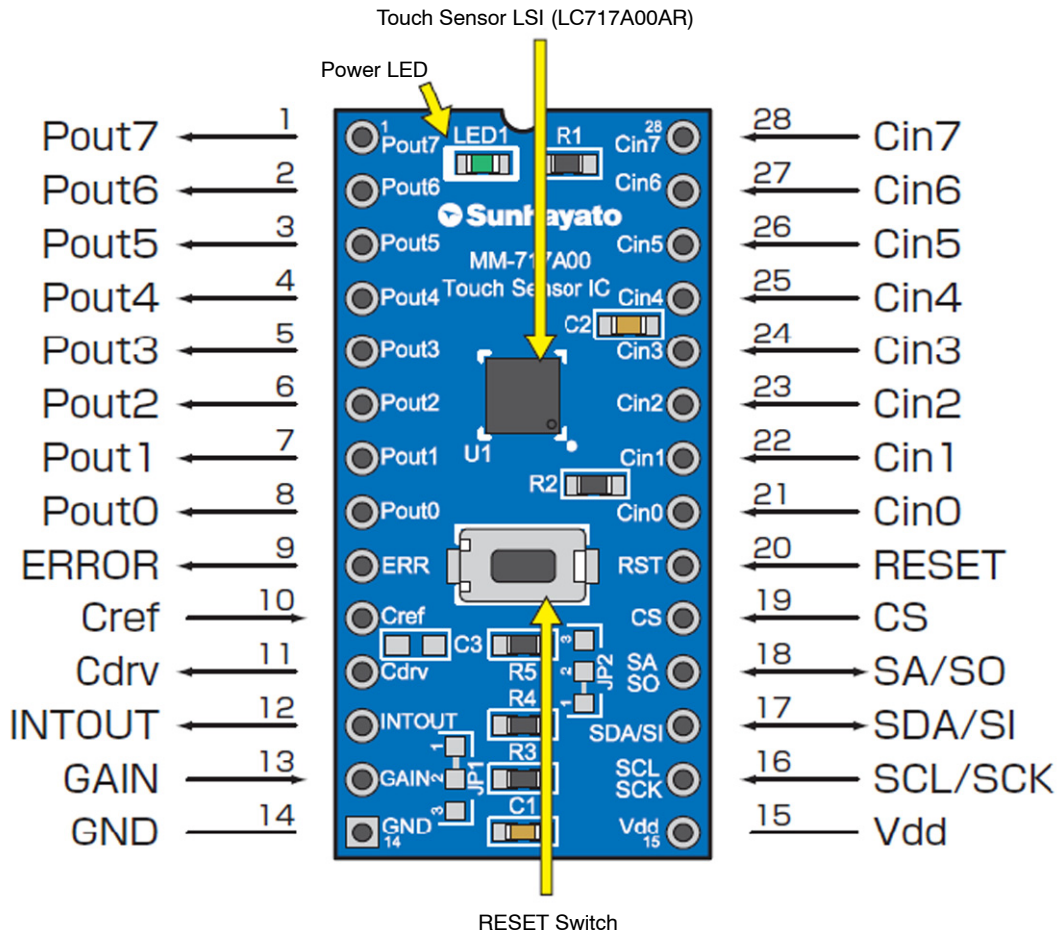 Touch Sensor LSI (LC717A00AR)
Power LED
Pout7 1
Pout6 2
Pout5 3
Pout4 4
Pout3 5
Pout2 6
Pout1 7
Pout0 8
ERROR 9
Cref 10
Cdrv 11
INTOUT 12
GAIN 13
GND 14
1
Pout7
LED1
R1
28
Cin7
Pout6
Cin6
Sunhayato
Pout5
Cin5
MM-717A00
Pout4
Touch Sensor IC
Cin4
C2
Pout3
Cin3
Pout2
Cin2
Pout1
U1
Cin1
R2
Pout0
Cin0
ERR
RST
Cref
CS
C3
3
R5
2
JP2
1
Cdrv
SA
SO
R4
INTOUT
SDA/SI
1
R3
GAIN
2
JP1
SCL
SCK
3
C1
GND
14
Vdd
15
28 Cin7
27 Cin6
26 Cin5
25 Cin4
24 Cin3
23 Cin2
22 Cin1
21 Cin0
20 RESET
19 CS
18 SA/SO
17 SDA/SI
16 SCL/SCK
15 Vdd
RESET Switch